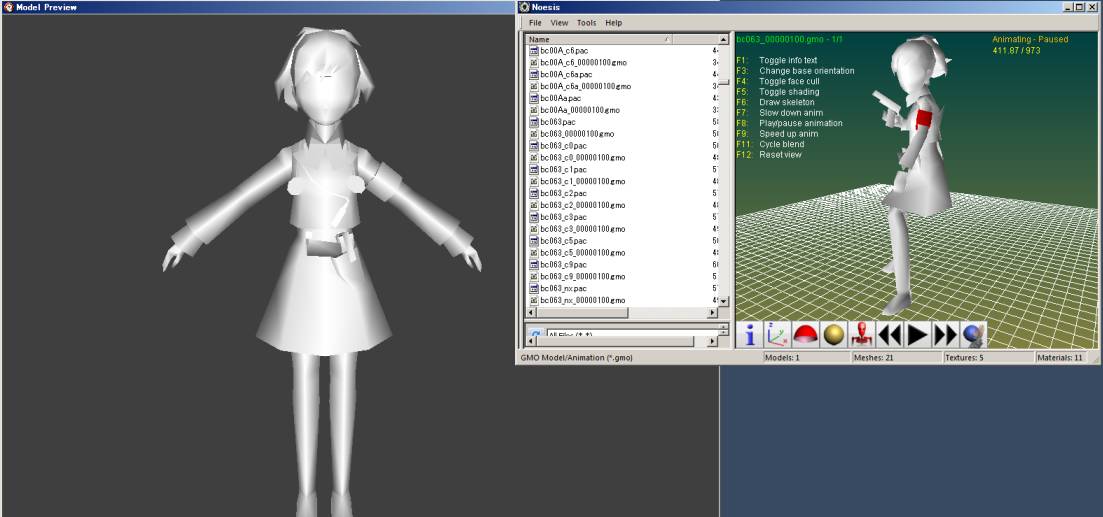 Model Preview
Noesis
File View Tools Help
Name
bc00A_c6.pac
bc00A_c6_00000100.gmo
bc00A_c6a.pac
bc00A_c6a_00000100.gmo
bc00Aa.pac
bc00Aa_00000100.gmo
bc063.pac
bc063_00000100.gmo
bc063_c0.pac
bc063_c0_00000100.gmo
bc063_c1.pac
bc063_c1_00000100.gmo
bc063_c2.pac
bc063_c2_00000100.gmo
bc063_c3.pac
bc063_c3_00000100.gmo
bc063_c5.pac
bc063_c5_00000100.gmo
bc063_c9.pac
bc063_c9_00000100.gmo
bc063_nx.pac
bc063_nx_00000100.gmo
All Files (*.*)
bc063_00000100.gmo - 1/1
Animating - Paused
411.87 / 973
F1: Toggle info text
F3: Change base orientation
F4: Toggle face cull
F5: Toggle shading
F6: Draw skeleton
F7: Slow down anim
F8: Play/pause animation
F9: Speed up anim
F11: Cycle blend
F12: Reset view
GMO Model/Animation (*.gmo)
Models: 1
Meshes: 21
Textures: 5
Materials: 11